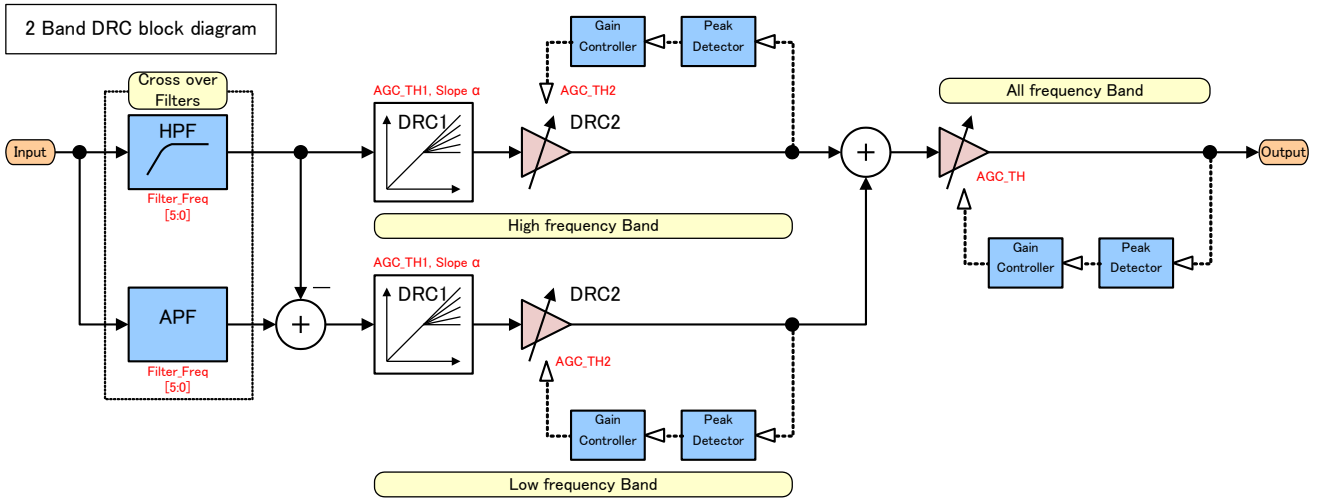 2 Band DRC block diagram
Cross over
Filters
Input
HPF
Filter_Freq
[5:0]
APF
Filter_Freq
[5:0]
AGC_TH1, Slope α
DRC1
Gain
Controller
Peak
Detector
AGC_TH2
DRC2
High frequency Band
+
All frequency Band
AGC_TH
Output
Gain
Controller
Peak
Detector
—
+
AGC_TH1, Slope α
DRC1
DRC2
AGC_TH2
Gain
Controller
Peak
Detector
Low frequency Band